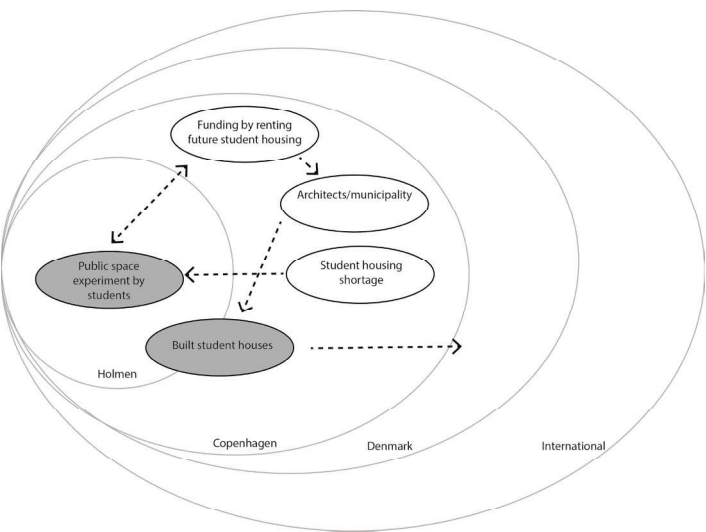 Funding by renting
future student housing
Architects/municipality
Student housing
shortage
Public space
experiment by
students
Built student houses
Holmen
Copenhagen
Denmark
International